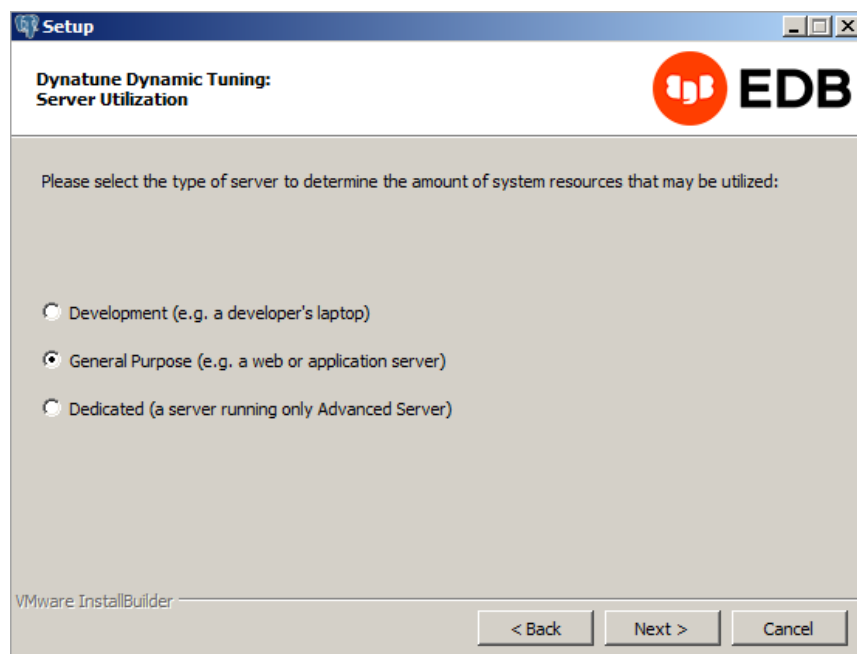 Setup
Dynatune Dynamic Tuning:
Server Utilization
EDB
Please select the type of server to determine the amount of system resources that may be utilized:
Development (e.g. a developer's laptop)
General Purpose (e.g. a web or application server)
Dedicated (a server running only Advanced Server)
VMware InstallBuilder
< Back
Next >
Cancel